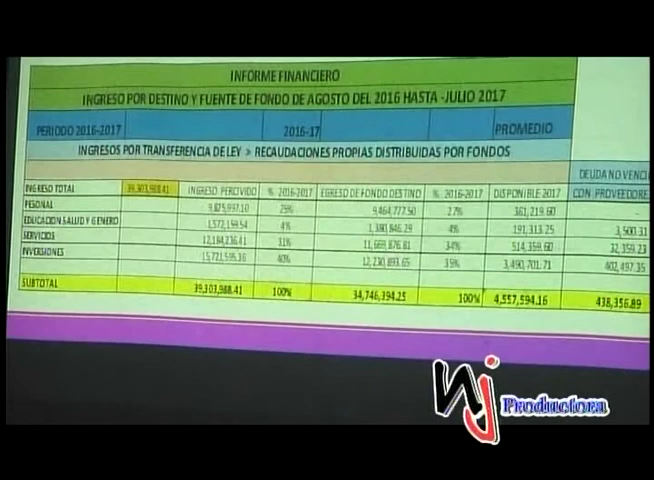 INFORME FINANCIERO
INGRESO POR DESTINO Y FUENTE DE FONDO DE AGOSTO DEL 2016 HASTA -JULIO 2017
PERIODO 2016-2017 2016-17 PROMEDIO
INGRESOS POR TRANSFERENCIA DE LEY > RECAUDACIONES PROPIAS DISTRIBUIDAS POR FONDOS
DEUDA NO VENCI
INGRESO TOTAL 39,303,988.41 INGRESO PERCIVIDO % 2016-2017 EGRESO DE FONDO DESTINO % 2016-2017 DISPONIBLE 2017 CON PROVEEDORE
PESONAL 9,825,997.10 25% 9,464,777.50 27% 361,219.60 -
EDUCACION SALUD Y GENERO 1,572,159.54 4% 1,380,846.29 4% 191,313.25 3,500.31
SERVICIOS 12,184,236.41 31% 11,669,876.81 34% 514,359.60 32,359.23
INVERSIONES 15,721,595.36 40% 12,230,893.65 35% 3,490,701.71 402,497.35
SUBTOTAL 39,303,988.41 100% 34,746,394.25 100% 4,557,594.16 438,356.89
NJ Productora